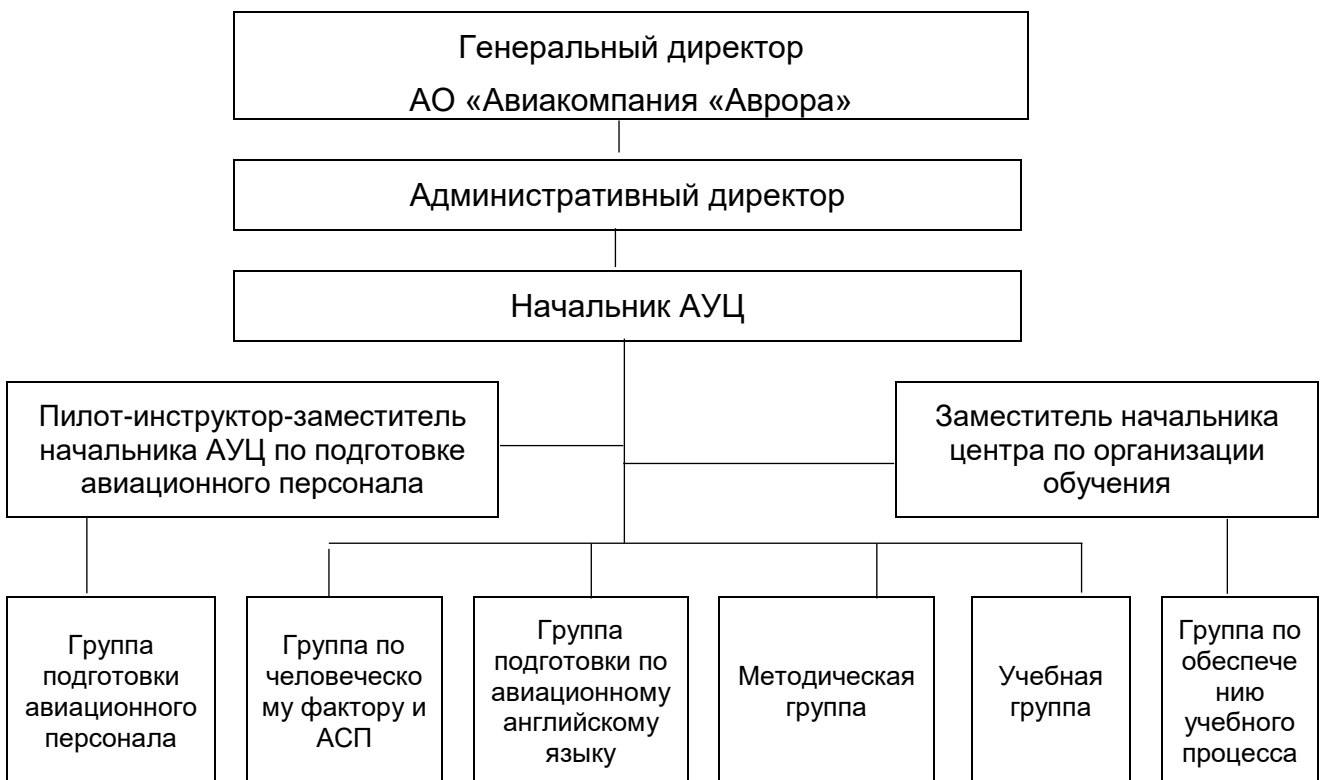 Генеральный директор
АО «Авиакомпания «Аврора»
Административный директор
Начальник АУЦ
Пилот-инструктор-заместитель
начальника АУЦ по подготовке
авиационного персонала
Заместитель начальника
центра по организации
обучения
Группа
подготовки
авиационного
персонала
Группа по
человеческо
му фактору и
АСП
Группа
подготовки по
авиационному
английскому
языку
Методическая
группа
Учебная
группа
Группа по
обеспече
нию
учебного
процесса